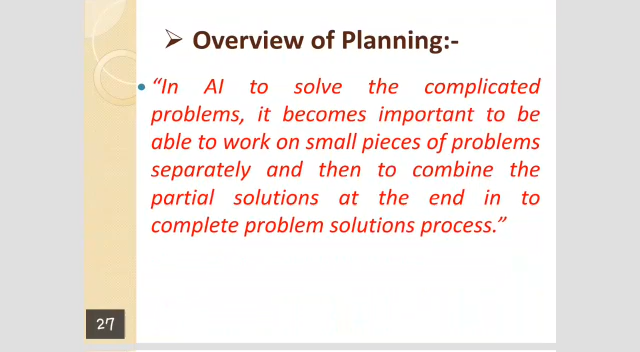 ➢ Overview of Planning:-
• “In AI to solve the complicated
problems, it becomes important to be
able to work on small pieces of problems
separately and then to combine the
partial solutions at the end in to
complete problem solutions process.”
27